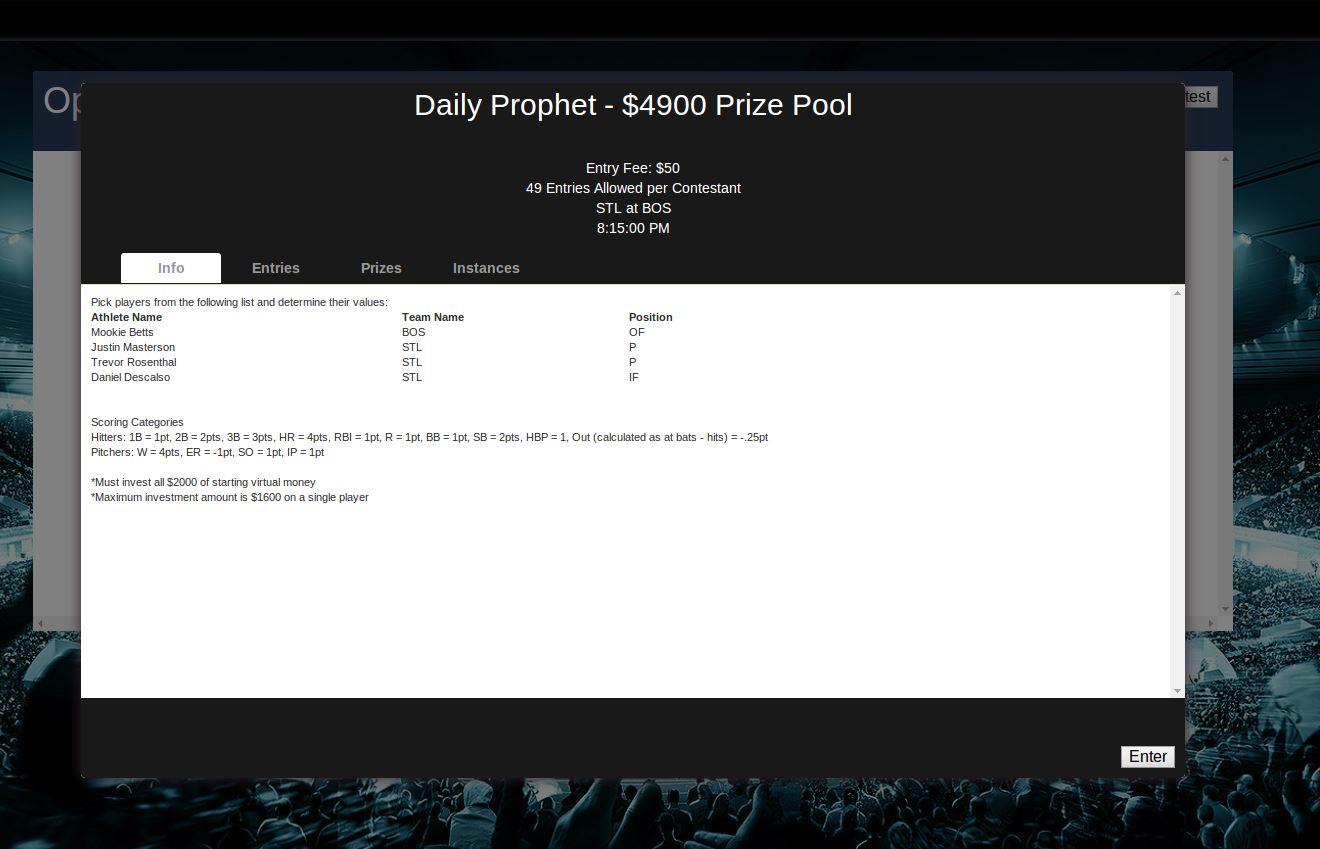 Op
test
Daily Prophet - $4900 Prize Pool
Entry Fee: $50
49 Entries Allowed per Contestant
STL at BOS
8:15:00 PM
Info Entries Prizes Instances
Pick players from the following list and determine their values:
Athlete Name Team Name Position
Mookie Betts BOS OF
Justin Masterson STL P
Trevor Rosenthal STL P
Daniel Descalso STL IF
Scoring Categories
Hitters: 1B = 1pt, 2B = 2pts, 3B = 3pts, HR = 4pts, RBI = 1pt, R = 1pt, BB = 1pt, SB = 2pts, HBP = 1, Out (calculated as at bats - hits) = -.25pt
Pitchers: W = 4pts, ER = -1pt, SO = 1pt, IP = 1pt
*Must invest all $2000 of starting virtual money
*Maximum investment amount is $1600 on a single player
Enter